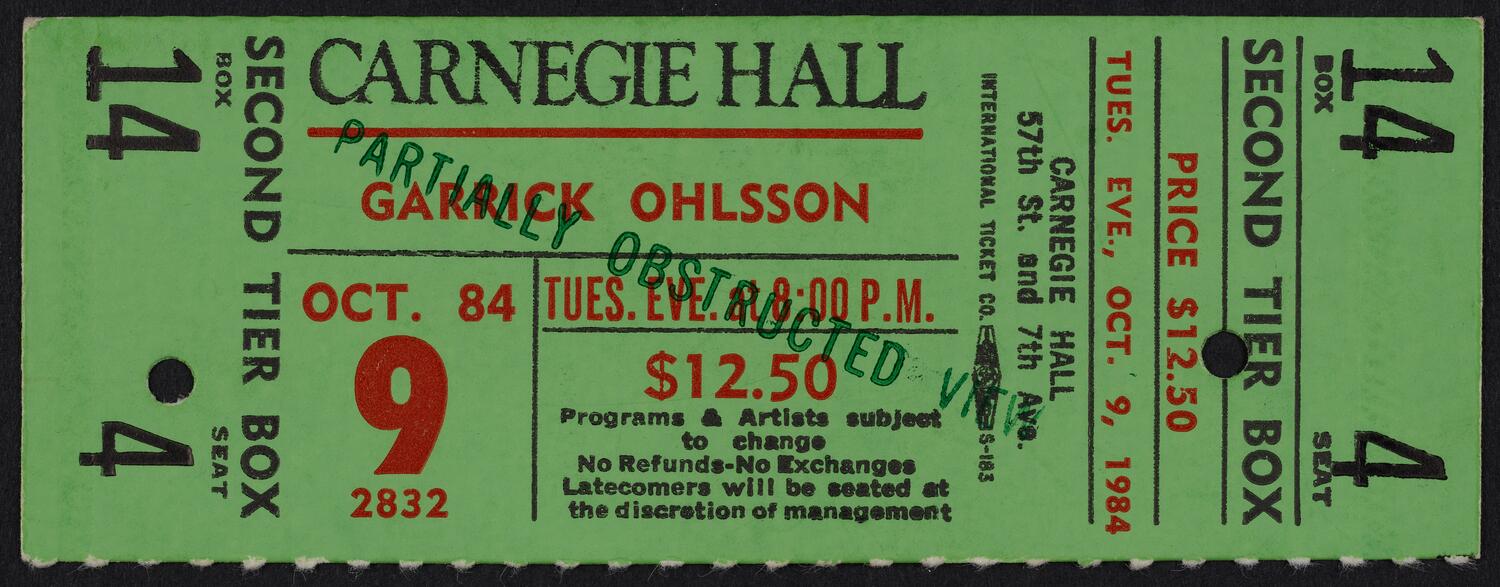 14
BOX
SECOND TIER BOX
4
SEAT
CARNEGIE HALL
GARRICK OHLSSON
PARTIALLY OBSTRUCTED VIEW
OCT. 84
9
2832
TUES. EVE. at 8:00 P.M.
$12.50
Programs & Artists subject
to change
No Refunds-No Exchanges
Latecomers will be seated at
the discretion of management
INTERNATIONAL TICKET CO. S-183
CARNEGIE HALL
57th St. and 7th Ave.
TUES. EVE., OCT. 9, 1984
PRICE $12.50
SECOND TIER BOX
BOX
14
SEAT
4